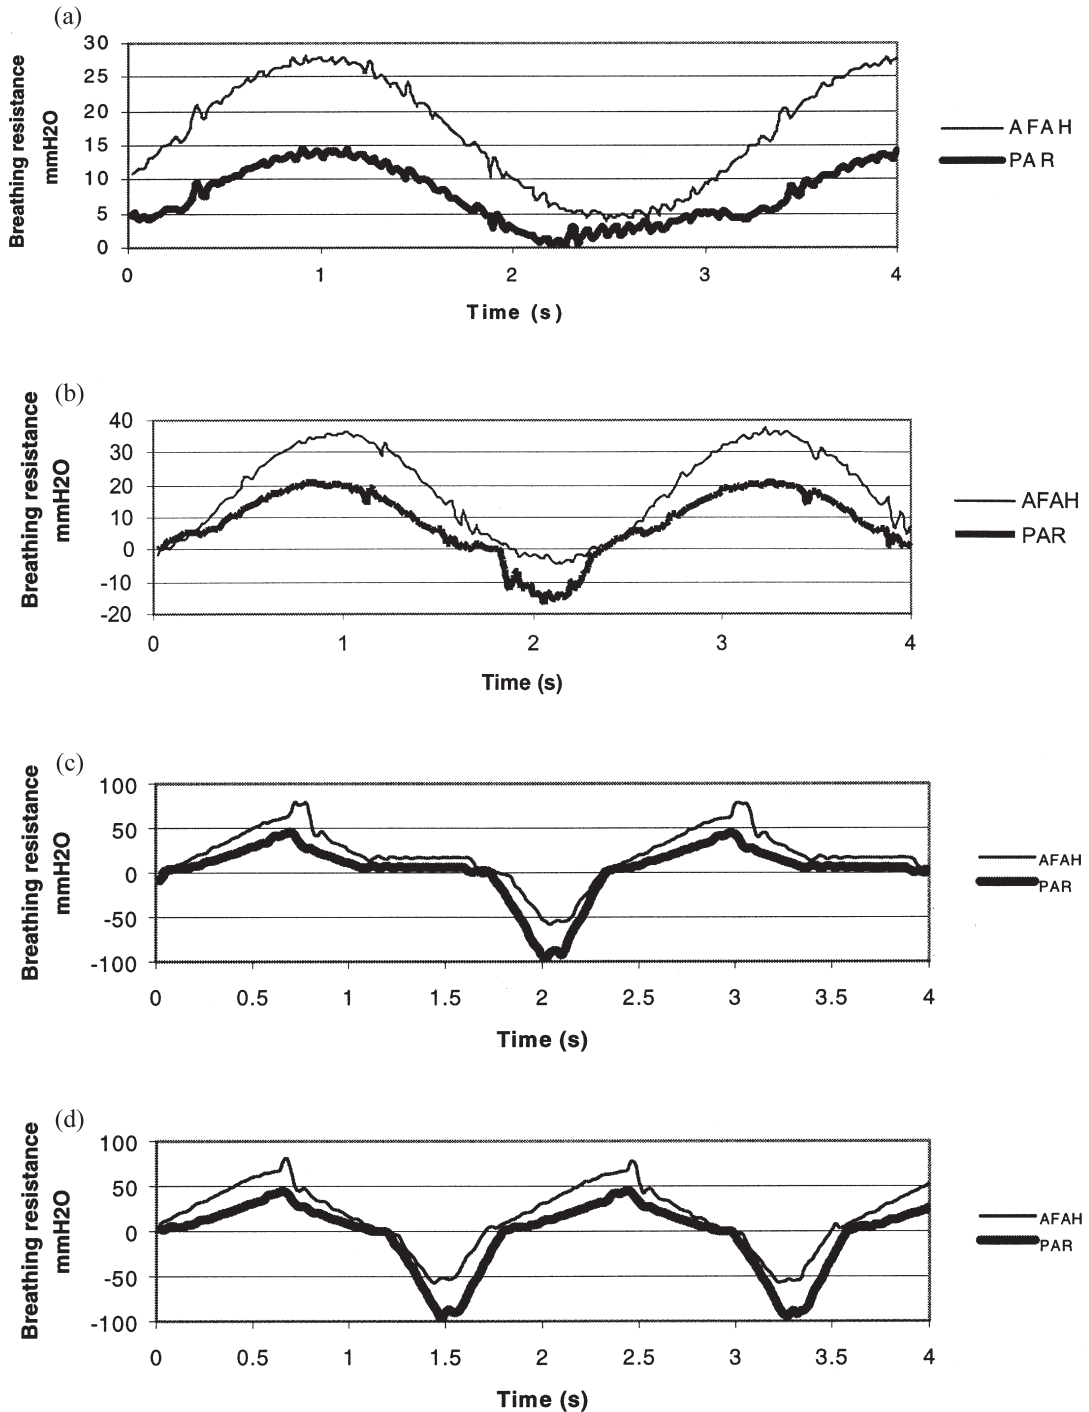 (a)
Breathing resistance
mmH2O
30
25
20
15
10
5
0
0 1 2 3 4
Time (s)
AFAH
PAR
(b)
Breathing resistance
mmH2O
40
30
20
10
0
-10
-20
0 1 2 3 4
Time (s)
AFAH
PAR
(c)
Breathing resistance
mmH2O
100
50
0
-50
-100
0 0.5 1 1.5 2 2.5 3 3.5 4
Time (s)
AFAH
PAR
(d)
Breathing resistance
mmH2O
100
50
0
-50
-100
0 0.5 1 1.5 2 2.5 3 3.5 4
Time (s)
AFAH
PAR